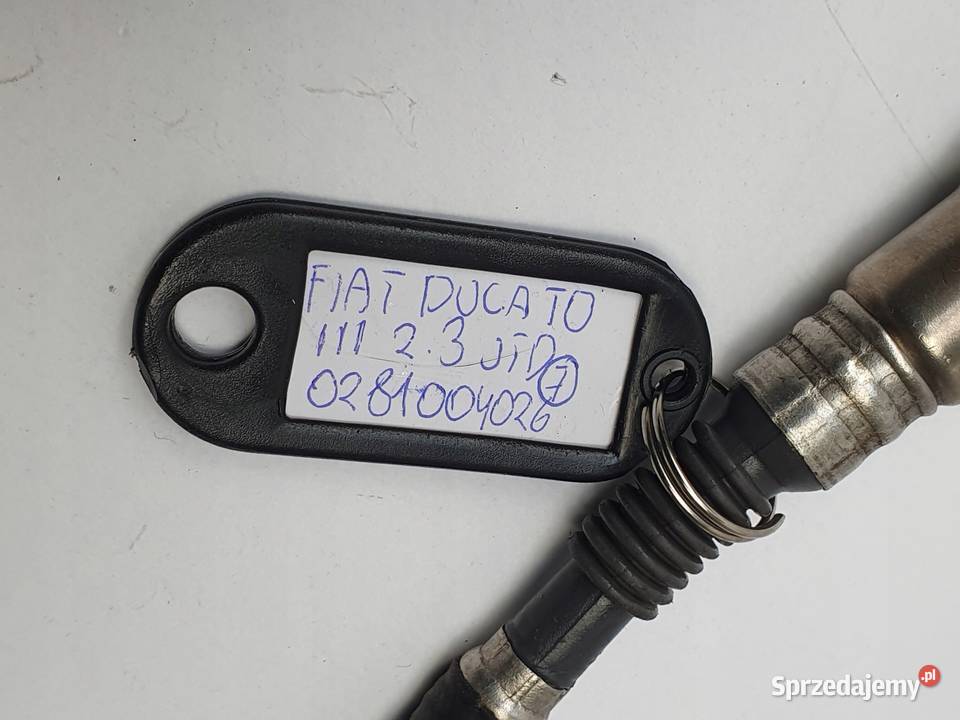 FIAT DUCATO
III 2.3 JTD
7
0281004026
Sprzedajemy.pl